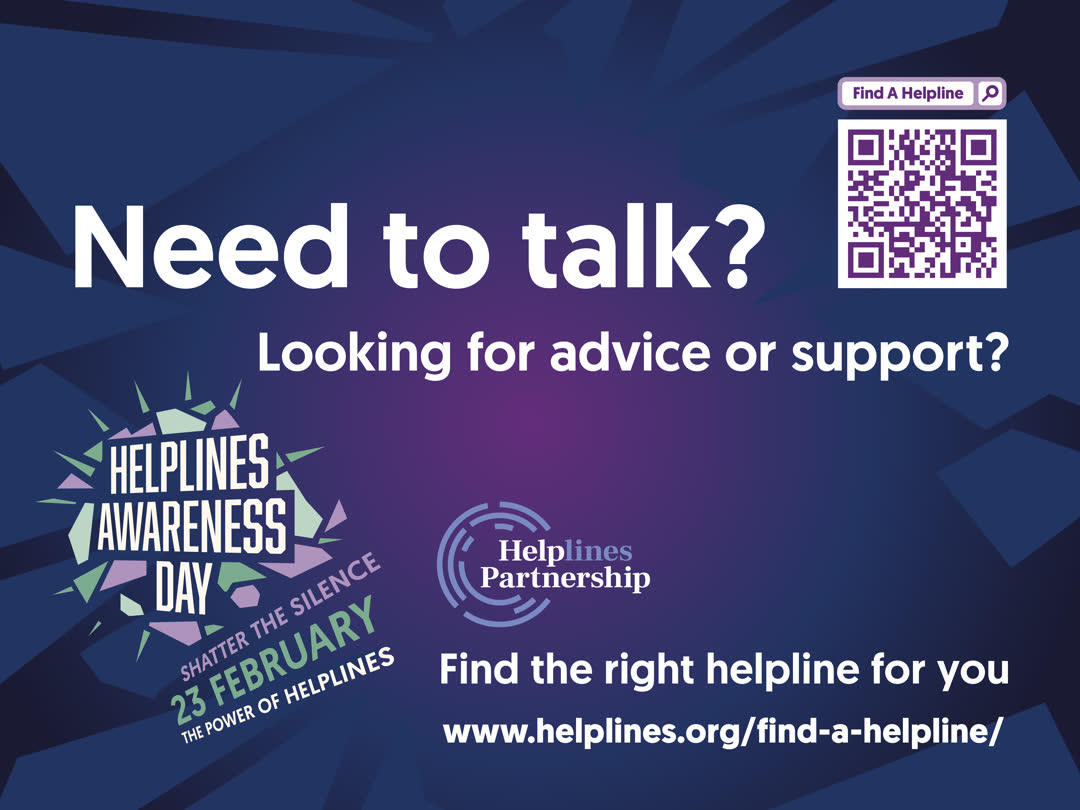 Find A Helpline
Need to talk?
Looking for advice or support?
HELPLINES
AWARENESS
DAY
SHATTER THE SILENCE
23 FEBRUARY
THE POWER OF HELPLINES
Helplines
Partnership
Find the right helpline for you
www.helplines.org/find-a-helpline/